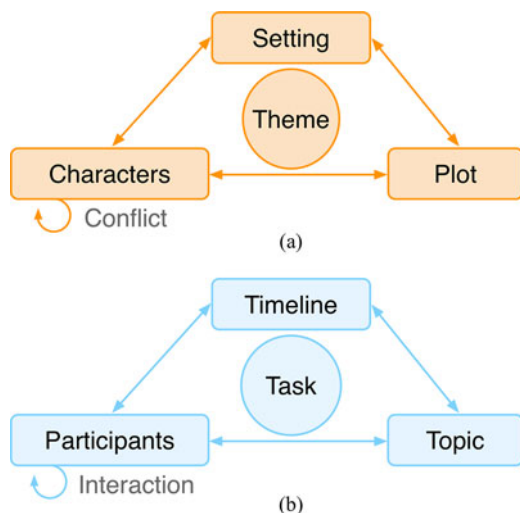 Setting
Theme
Characters
Plot
Conflict
(a)
Timeline
Task
Participants
Topic
Interaction
(b)